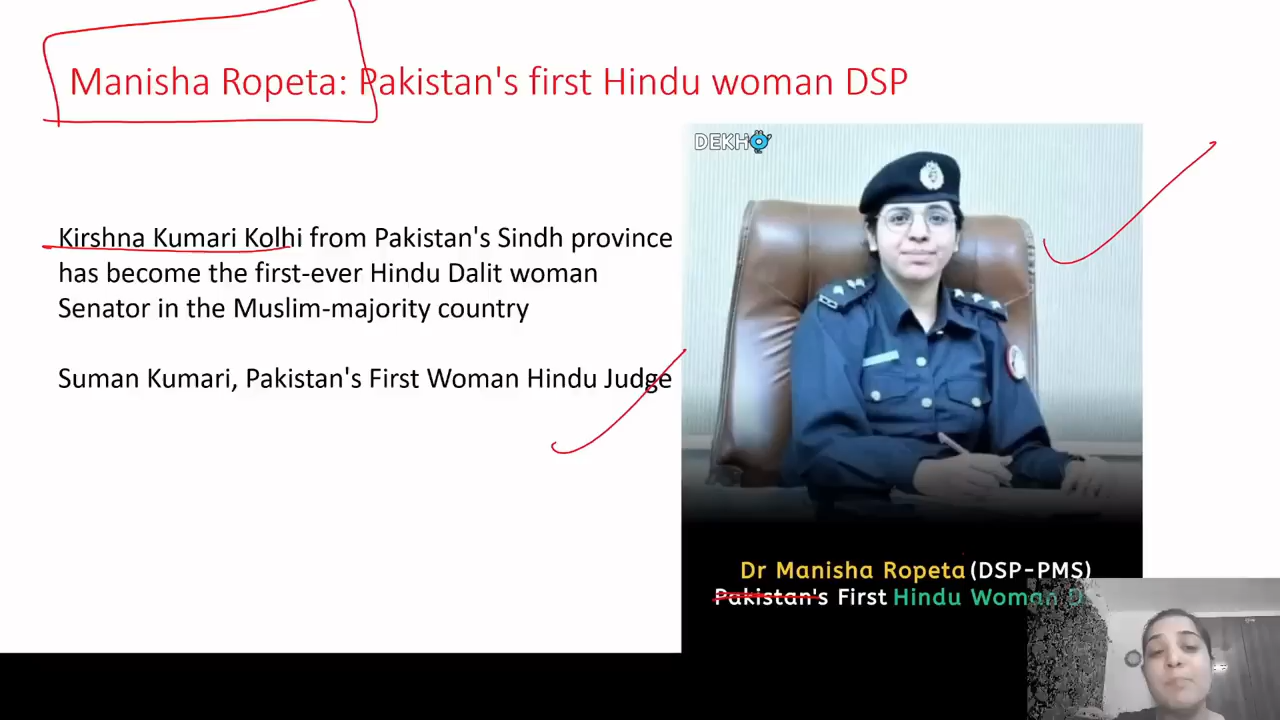 Manisha Ropeta: Pakistan's first Hindu woman DSP
DEKHO
Kirshna Kumari Kolhi from Pakistan's Sindh province
has become the first-ever Hindu Dalit woman
Senator in the Muslim-majority country
Suman Kumari, Pakistan's First Woman Hindu Judge
Dr Manisha Ropeta (DSP-PMS)
Pakistan's First Hindu Woman